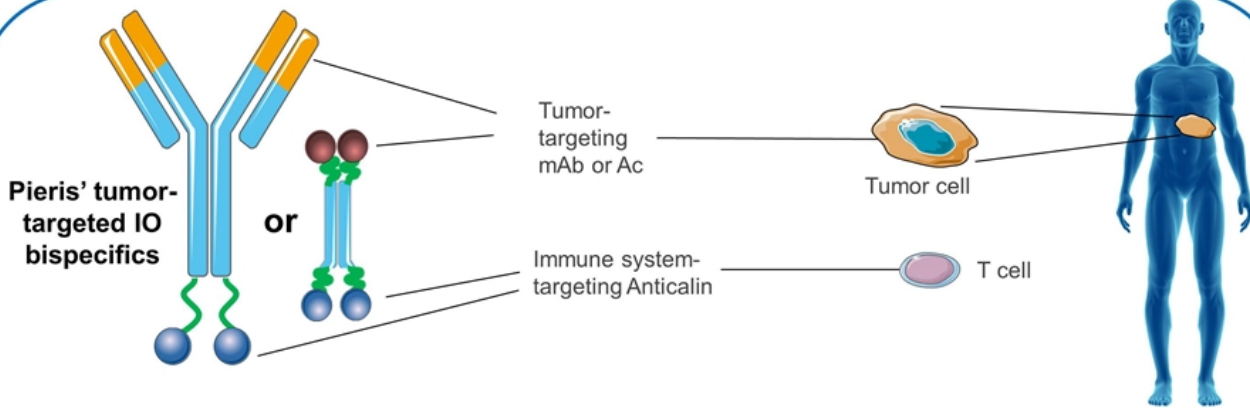 Pieris’ tumor-
targeted IO
bispecifics
or
Tumor-
targeting
mAb or Ac
Tumor cell
Immune system-
targeting Anticalin
T cell